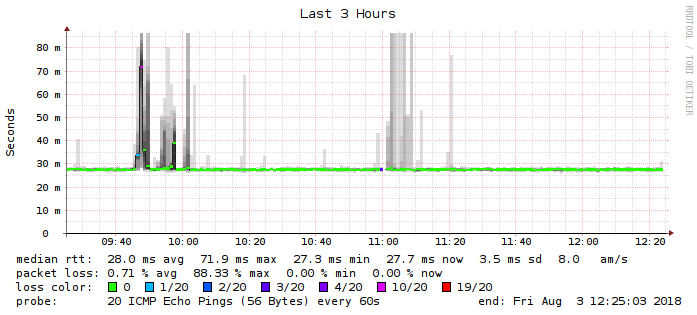 Last 3 Hours
RRDTOOL / TOBI OETIKER
Seconds
80 m
70 m
60 m
50 m
40 m
30 m
20 m
10 m
0
09:40 10:00 10:20 10:40 11:00 11:20 11:40 12:00 12:20
median rtt: 28.0 ms avg 71.9 ms max 27.3 ms min 27.7 ms now 3.5 ms sd 8.0 am/s
packet loss: 0.71 % avg 88.33 % max 0.00 % min 0.00 % now
loss color: 0 1/20 2/20 3/20 4/20 10/20 19/20
probe: 20 ICMP Echo Pings (56 Bytes) every 60s end: Fri Aug 3 12:25:03 2018